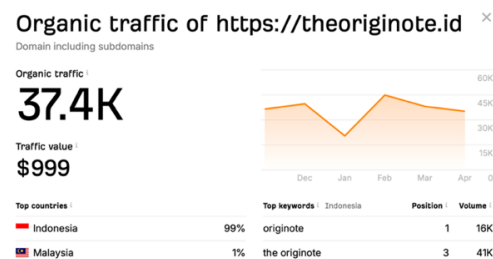 Organic traffic of https://theoriginote.id
Domain including subdomains
Organic traffic i
37.4K
Traffic value i
$999
60K
45K
30K
15K
0
Dec Jan Feb Mar Apr
Top countries i
Indonesia 99%
Malaysia 1%
Top keywords i Indonesia Position i Volume i
originote 1 16K
the originote 3 41K